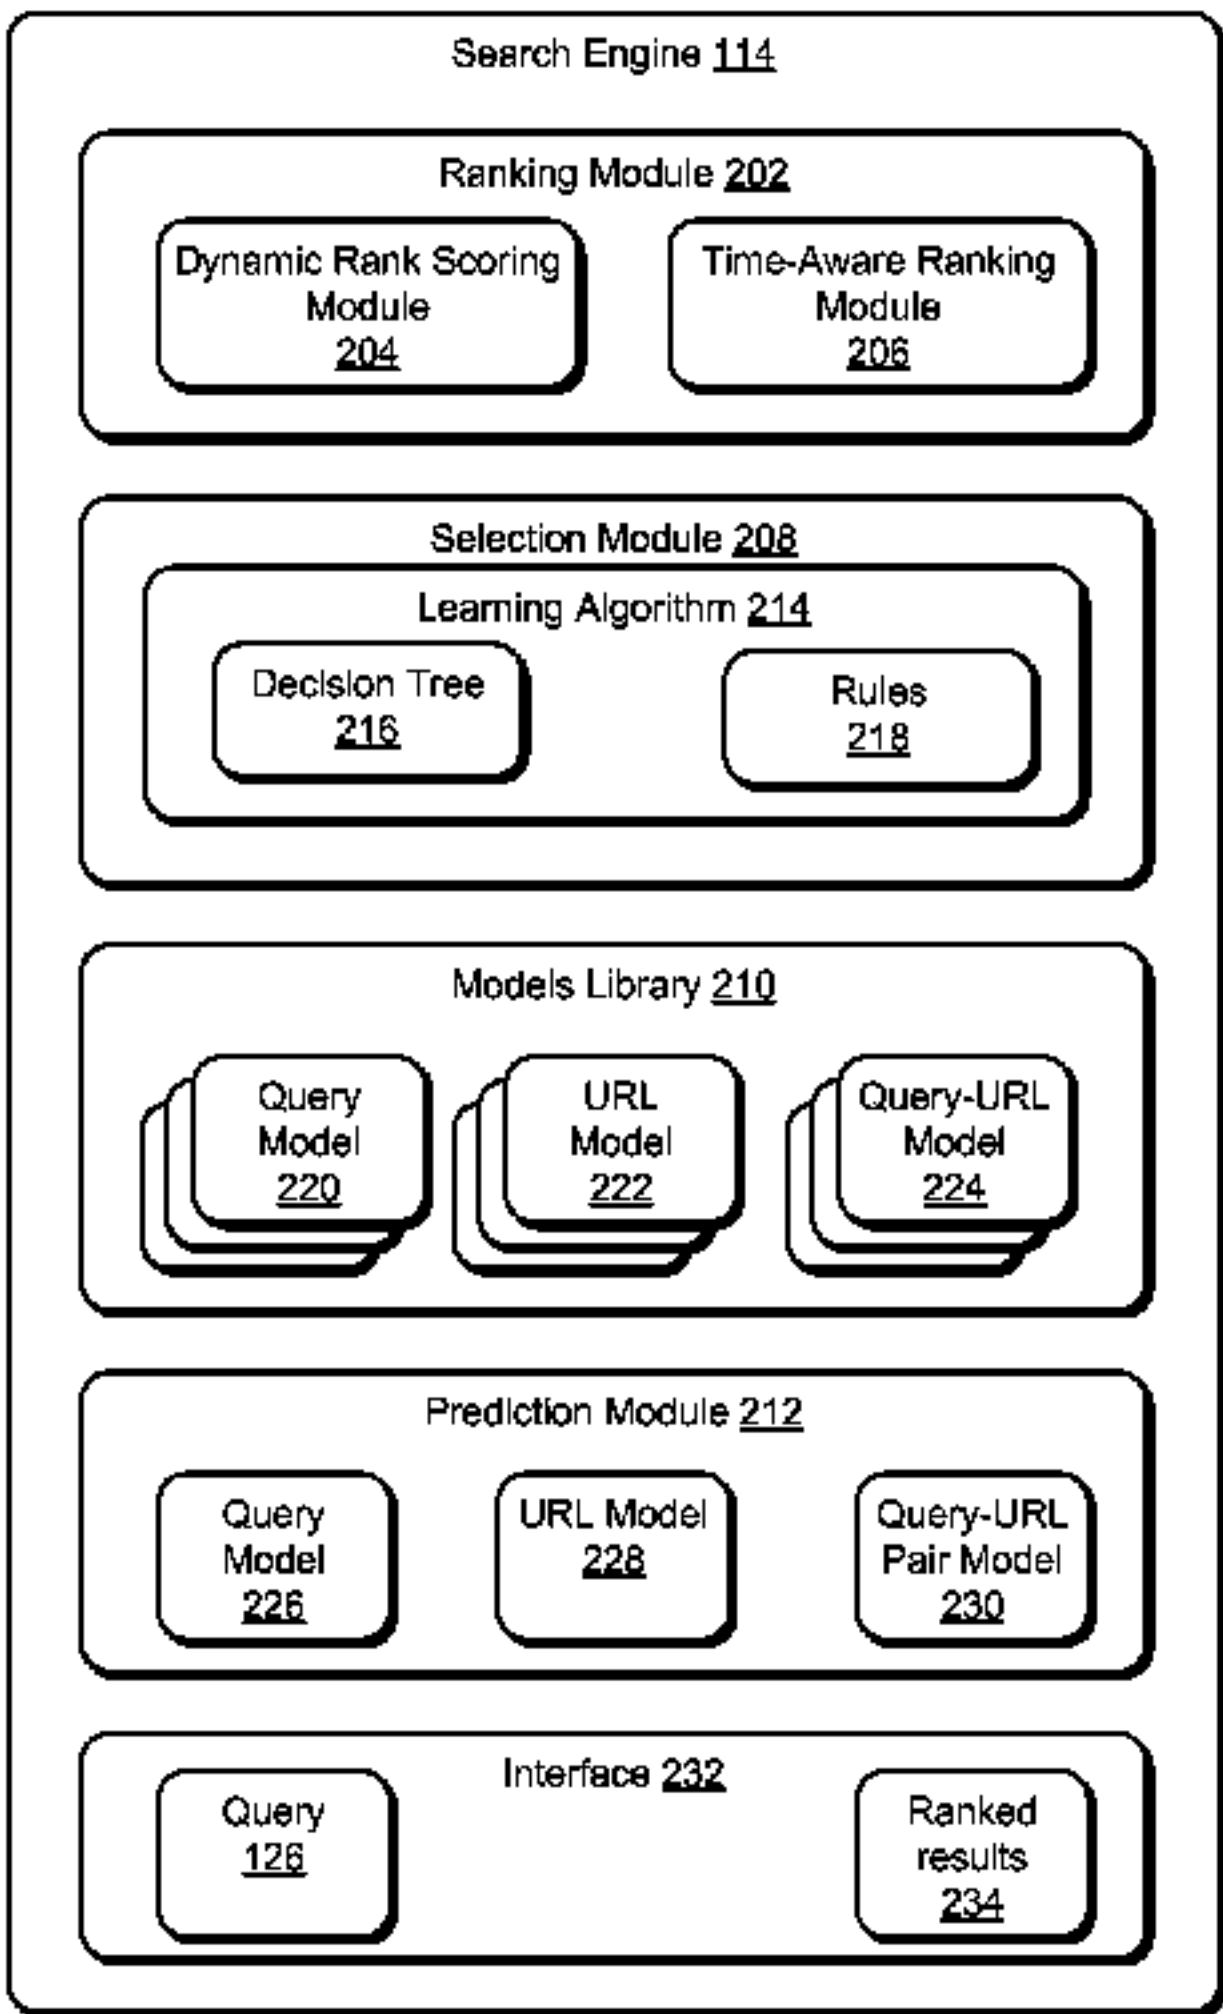 Search Engine 114
Ranking Module 202
Dynamic Rank Scoring
Module
204
Time-Aware Ranking
Module
206
Selection Module 208
Learning Algorithm 214
Decision Tree
216
Rules
218
Models Library 210
Query
Model
220
URL
Model
222
Query-URL
Model
224
Prediction Module 212
Query
Model
226
URL Model
228
Query-URL
Pair Model
230
Interface 232
Query
126
Ranked
results
234